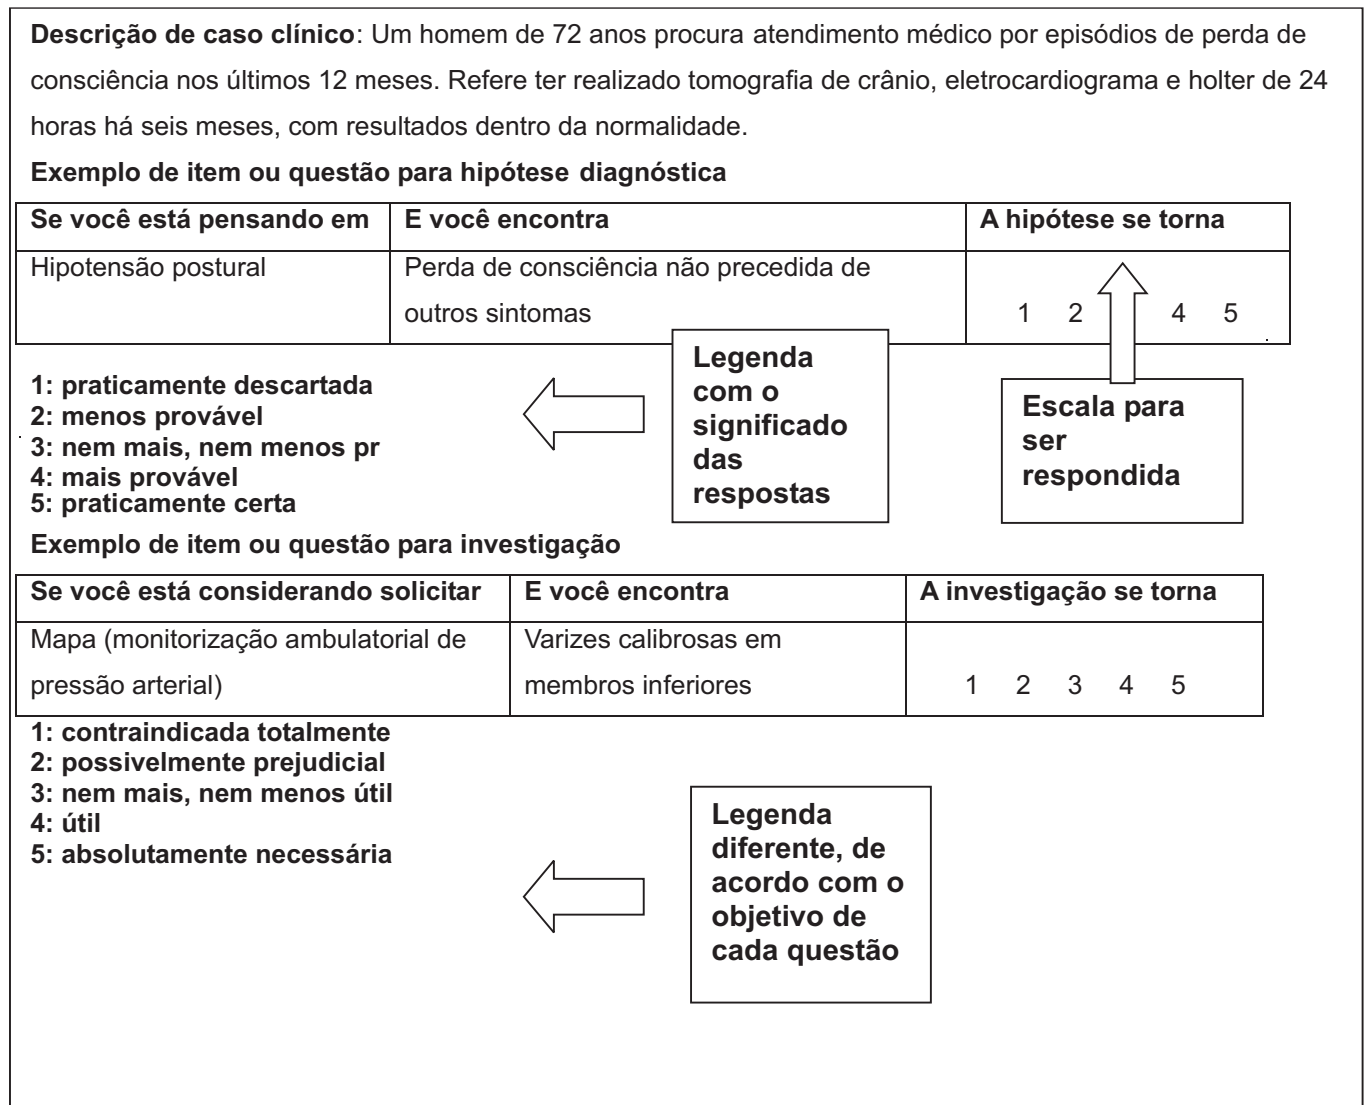 Descrição de caso clínico: Um homem de 72 anos procura atendimento médico por episódios de perda de
consciência nos últimos 12 meses. Refere ter realizado tomografia de crânio, eletrocardiograma e holter de 24
horas há seis meses, com resultados dentro da normalidade.
Exemplo de item ou questão para hipótese diagnóstica
Se você está pensando em E você encontra A hipótese se torna
Hipotensão postural Perda de consciência não precedida de
outros sintomas 1 2 4 5
1: praticamente descartada
2: menos provável
3: nem mais, nem menos pr
4: mais provável
5: praticamente certa
Legenda
com o
significado
das
respostas
Escala para
ser
respondida
Exemplo de item ou questão para investigação
Se você está considerando solicitar E você encontra A investigação se torna
Mapa (monitorização ambulatorial de Varizes calibrosas em
pressão arterial) membros inferiores 1 2 3 4 5
1: contraindicada totalmente
2: possivelmente prejudicial
3: nem mais, nem menos útil
4: útil
5: absolutamente necessária
Legenda
diferente, de
acordo com o
objetivo de
cada questão